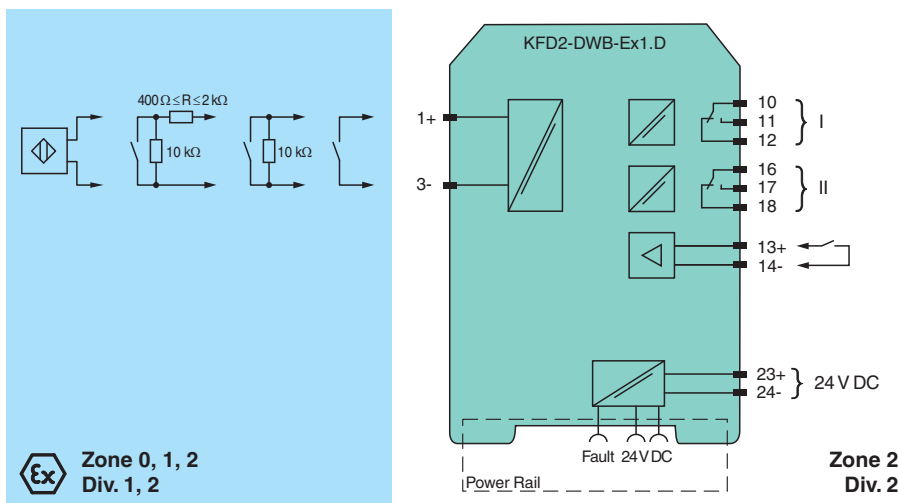 KFD2-DWB-Ex1.D
400 Ω ≤ R ≤ 2 kΩ
10 kΩ
10 kΩ
1+
3-
10
11
12
I
16
17
18
II
13+
14-
23+
24-
24 V DC
Fault 24 V DC
Power Rail
Ex
Zone 0, 1, 2
Div. 1, 2
Zone 2
Div. 2